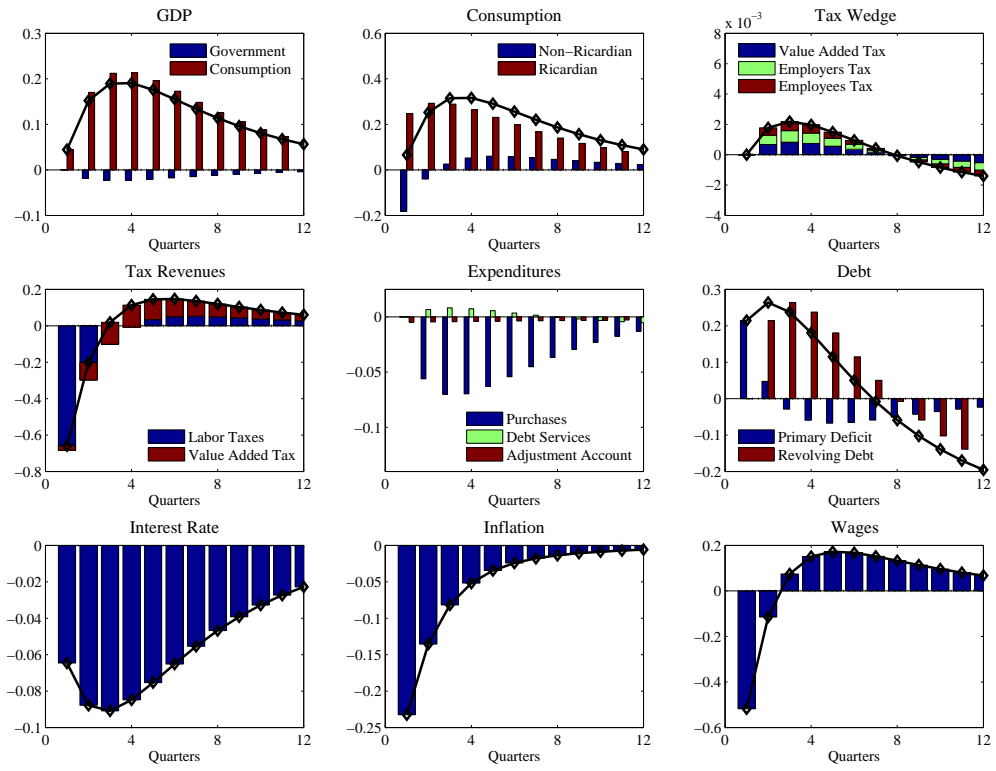 GDP
0.3
0.2
0.1
0
−0.1
0
4
8
12
Quarters
Government
Consumption
Consumption
0.6
0.4
0.2
0
0.2
0
4
8
12
Quarters
Non−Ricardian
Ricardian
Tax Wedge
x 10−3
8
6
4
2
0
−2
−4
0
4
8
12
Quarters
Value Added Tax
Employers Tax
Employees Tax
Tax Revenues
0.2
0
−0.2
−0.4
−0.6
−0.8
0
4
8
12
Quarters
Labor Taxes
Value Added Tax
Expenditures
0
−0.05
−0.1
0
4
8
12
Quarters
Purchases
Debt Services
Adjustment Account
Debt
0.3
0.2
0.1
0
−0.1
−0.2
0
4
8
12
Quarters
Primary Deficit
Revolving Debt
Interest Rate
0
−0.02
−0.04
−0.06
−0.08
−0.1
0
4
8
12
Quarters
Inflation
0
−0.05
−0.1
−0.15
−0.2
−0.25
0
4
8
12
Quarters
Wages
0.2
0
−0.2
−0.4
−0.6
0
4
8
12
Quarters